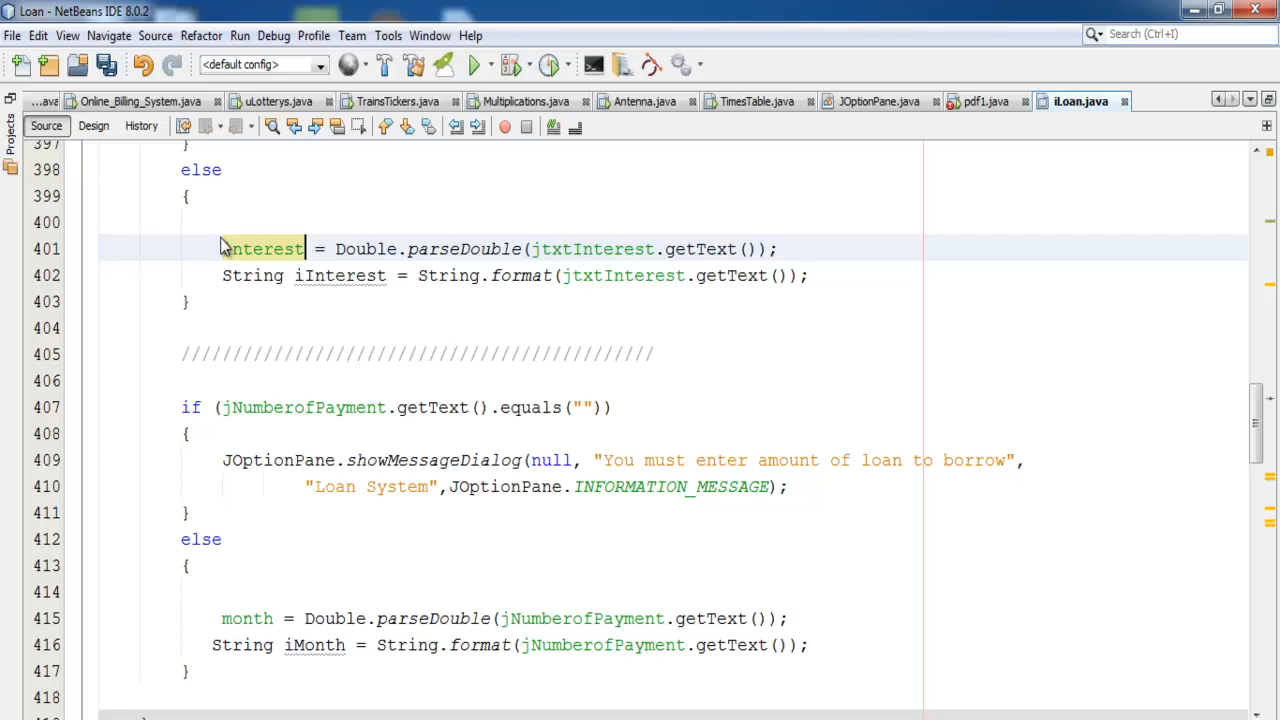 Loan - NetBeans IDE 8.0.2
File Edit View Navigate Source Refactor Run Debug Profile Team Tools Window Help
Search (Ctrl+I)
<default config>
...ava Online_Billing_System.java uLotterys.java TrainsTickers.java Multiplications.java Antenna.java TimesTable.java JOptionPane.java pdf1.java iLoan.java
Projects
Source Design History
397 }
398 else
399 {
400
401 interest = Double.parseDouble(jtxtInterest.getText());
402 String iInterest = String.format(jtxtInterest.getText());
403 }
404
405 //////////////////////////////////////////////
406
407 if (jNumberofPayment.getText().equals(""))
408 {
409 JOptionPane.showMessageDialog(null, "You must enter amount of loan to borrow",
410 "Loan System",JOptionPane.INFORMATION_MESSAGE);
411 }
412 else
413 {
414
415 month = Double.parseDouble(jNumberofPayment.getText());
416 String iMonth = String.format(jNumberofPayment.getText());
417 }
418
419 }